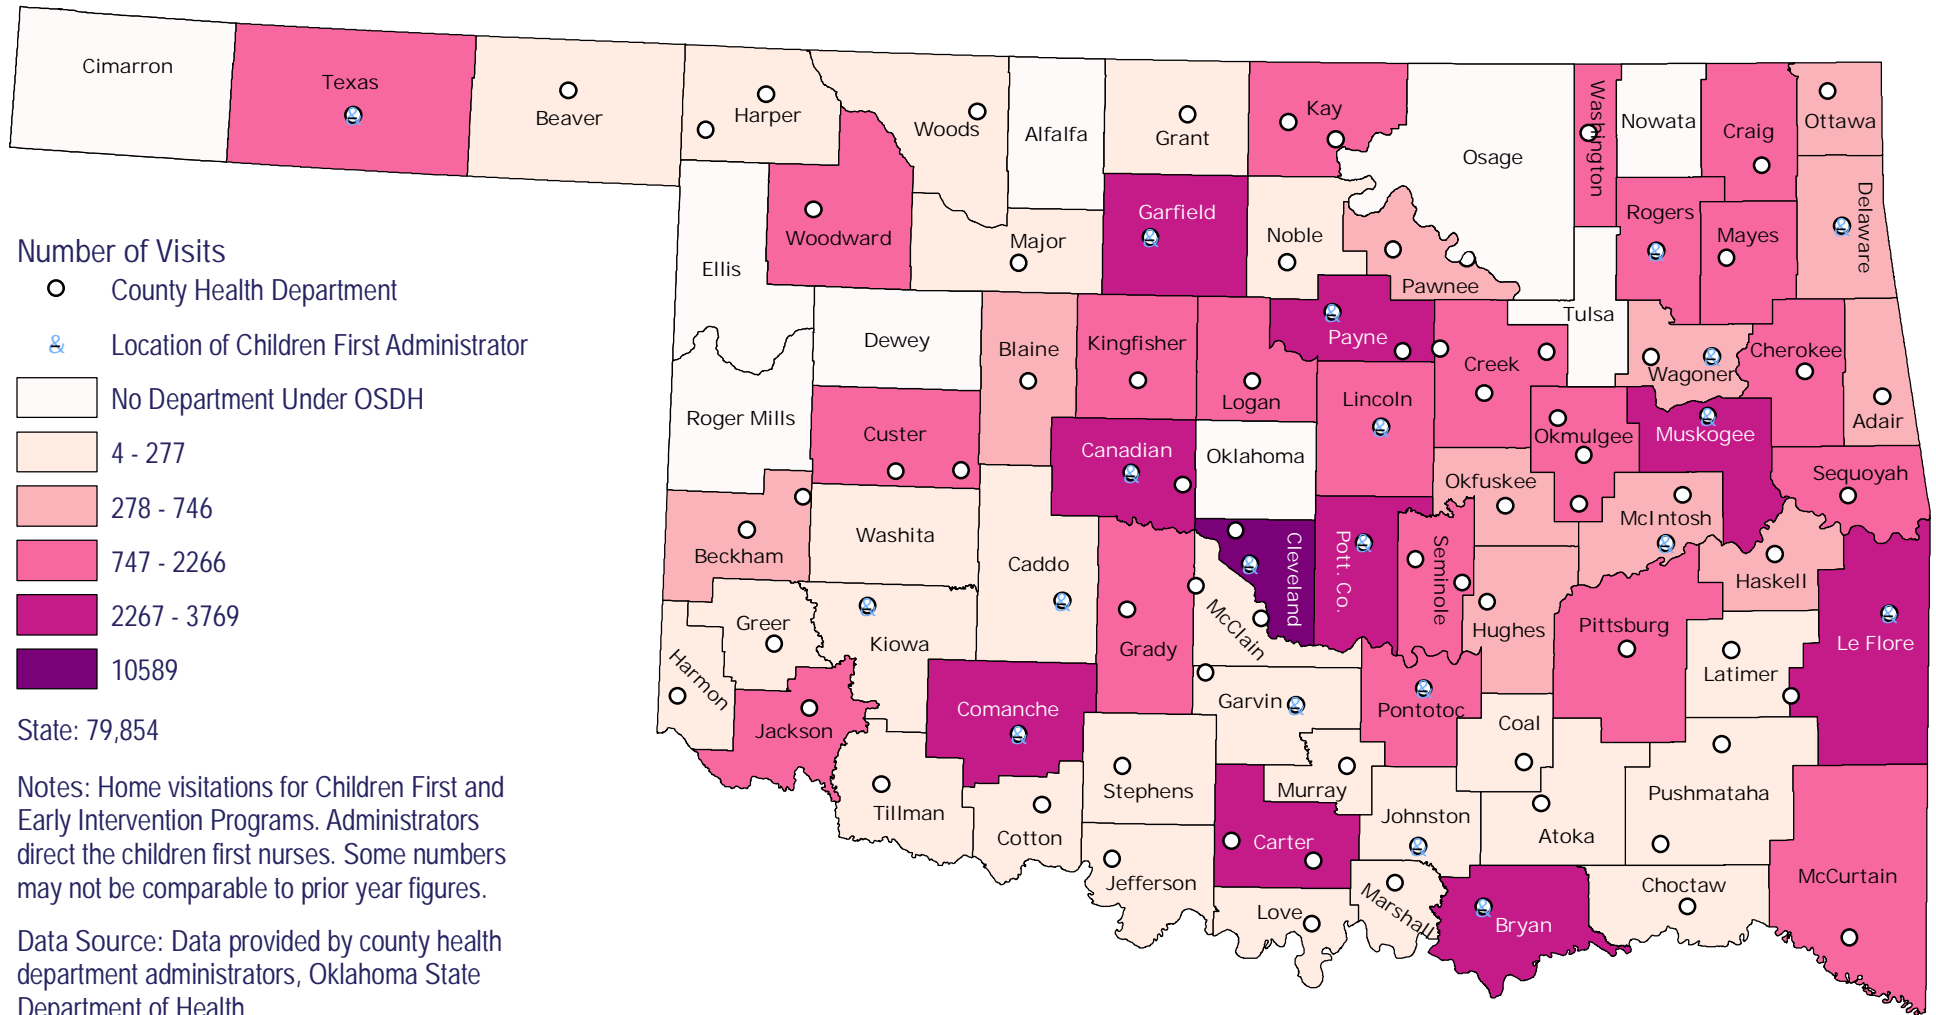 Cimarron
Texas
Beaver
Harper
Woods
Alfalfa
Grant
Kay
Osage
Washington
Nowata
Craig
Ottawa
Woodward
Ellis
Major
Garfield
Noble
Pawnee
Rogers
Mayes
Delaware
Dewey
Blaine
Kingfisher
Logan
Payne
Creek
Tulsa
Wagoner
Cherokee
Adair
Roger Mills
Custer
Canadian
Oklahoma
Lincoln
Okmulgee
Muskogee
Sequoyah
Beckham
Washita
Caddo
Grady
McClain
Cleveland
Pott. Co.
Seminole
Okfuskee
Hughes
McIntosh
Haskell
Pittsburg
Latimer
Le Flore
Harmon
Greer
Kiowa
Jackson
Comanche
Garvin
Pontotoc
Coal
Tillman
Cotton
Stephens
Murray
Johnston
Atoka
Pushmataha
Jefferson
Carter
Love
Marshall
Bryan
Choctaw
McCurtain
Number of Visits
County Health Department
& Location of Children First Administrator
No Department Under OSDH
4 - 277
278 - 746
747 - 2266
2267 - 3769
10589
State: 79,854
Notes: Home visitations for Children First and
Early Intervention Programs. Administrators
direct the children first nurses. Some numbers
may not be comparable to prior year figures.
Data Source: Data provided by county health
department administrators, Oklahoma State
Department of Health